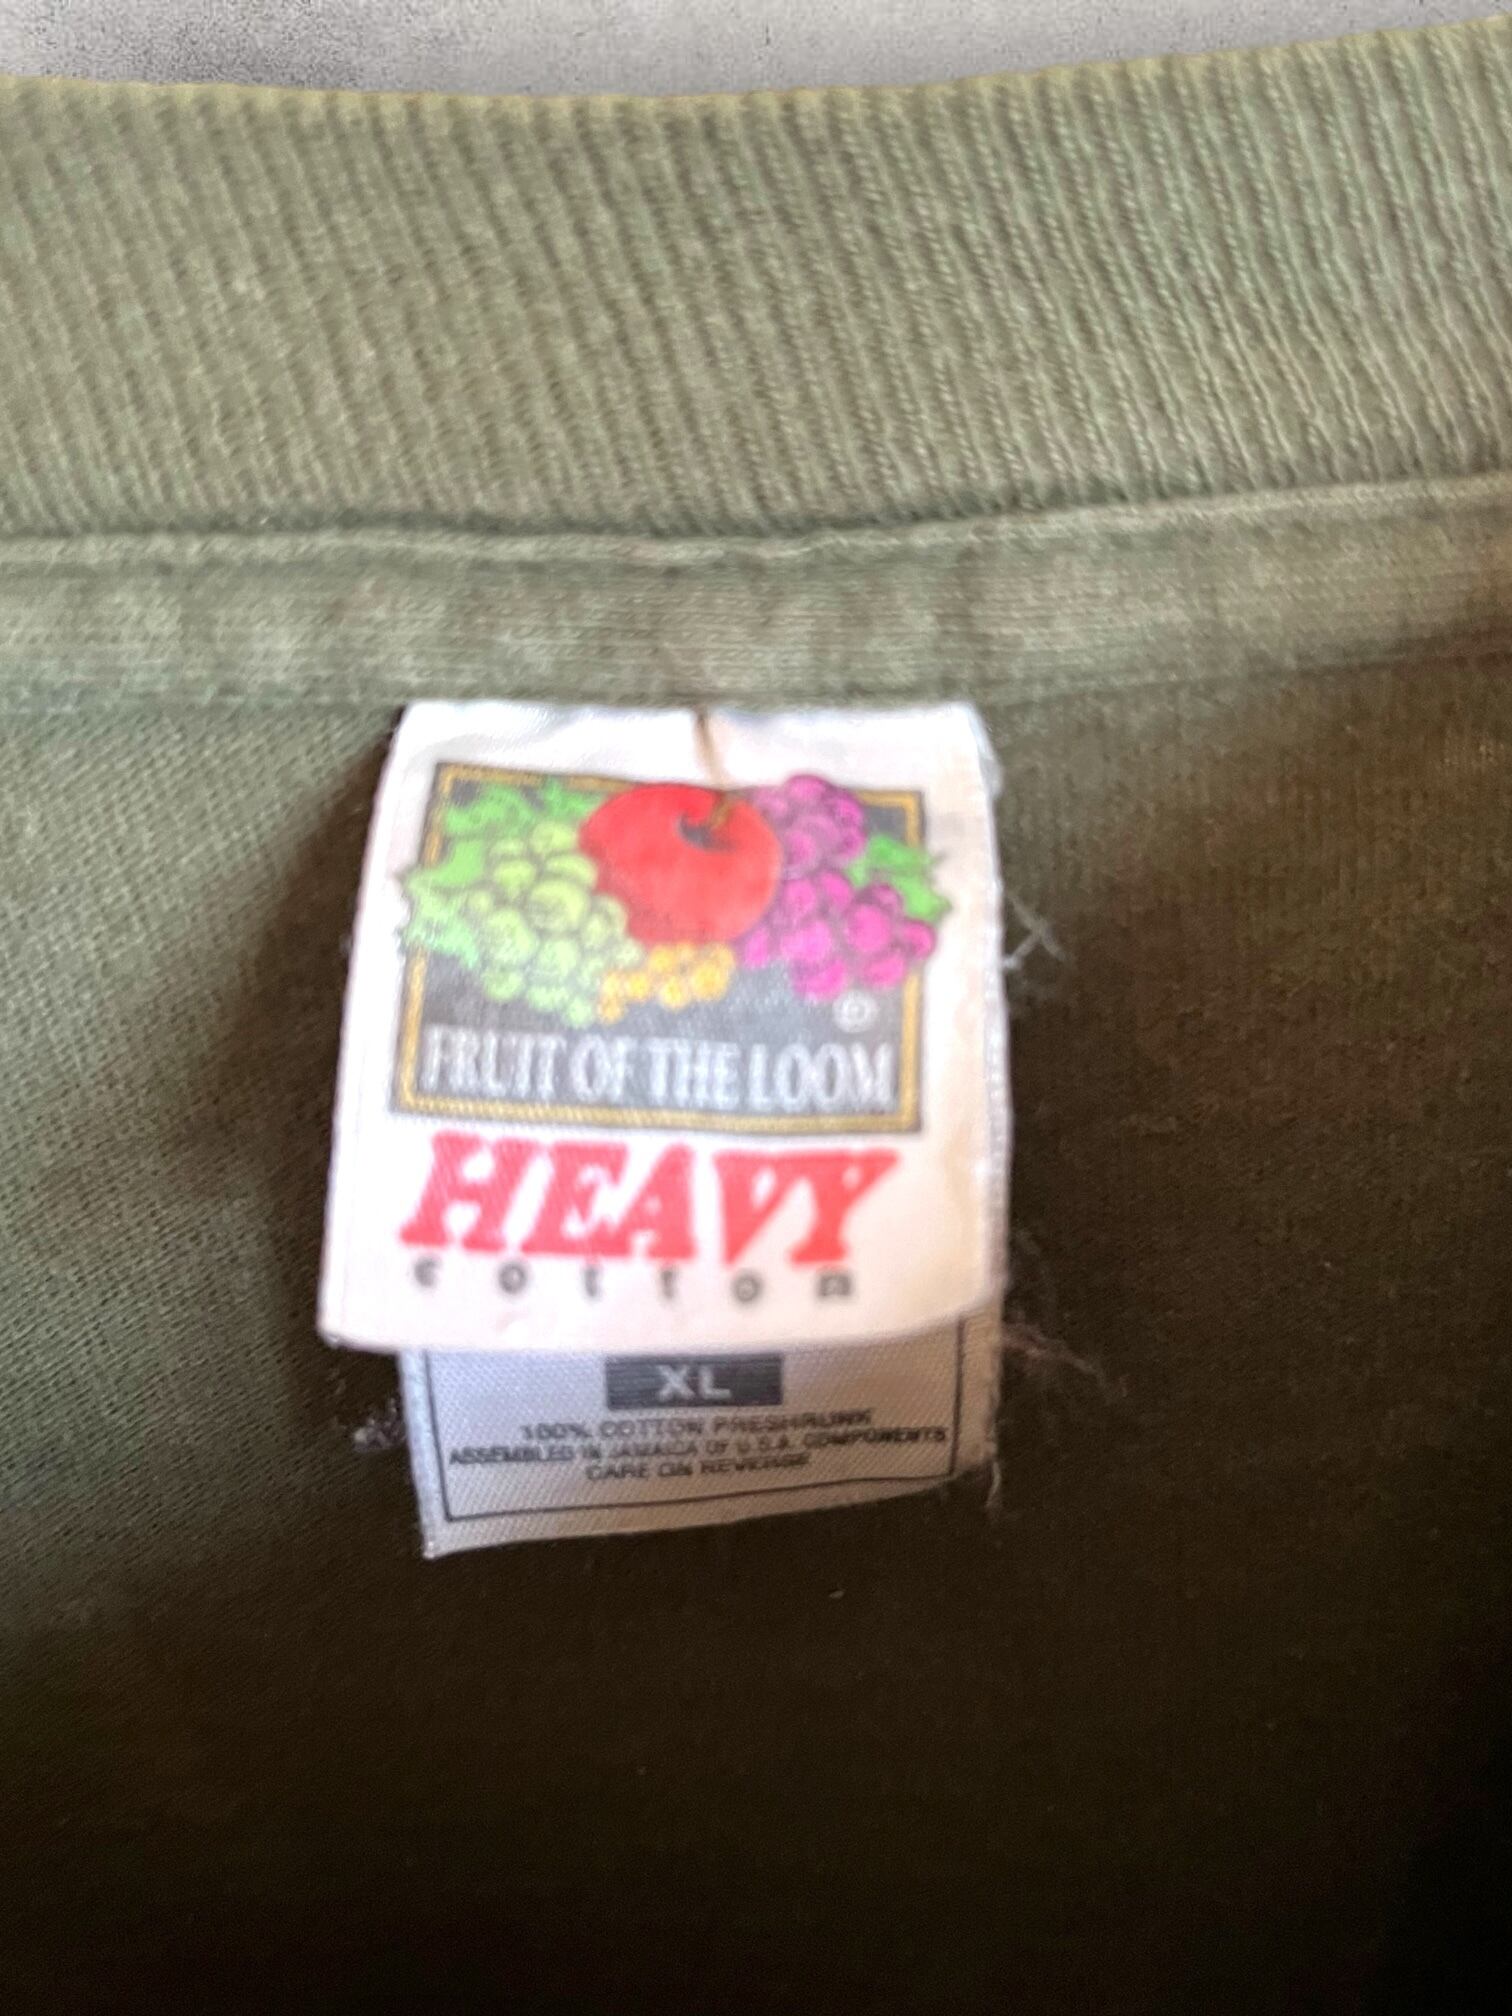 FRUIT OF THE LOOM
HEAVY
cotton
XL
100% COTTON PRESHRUNK
ASSEMBLED IN JAMAICA OF U.S.A. COMPONENTS
CARE ON REVERSE